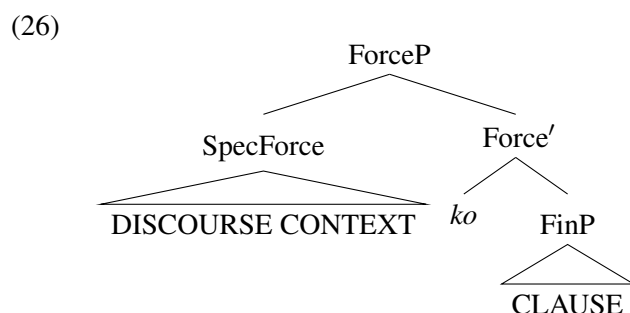 (26)
ForceP
SpecForce Force′
DISCOURSE CONTEXT ko FinP
CLAUSE